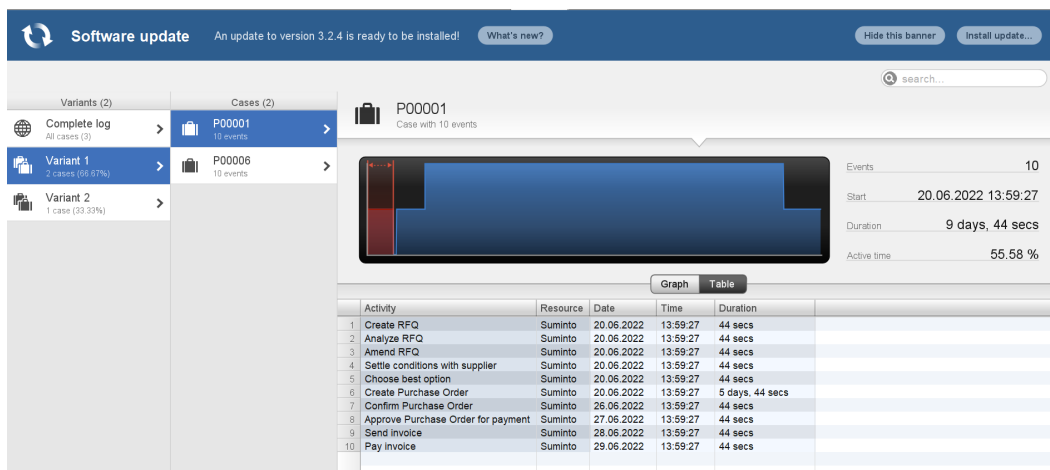 Software update An update to version 3.2.4 is ready to be installed! What's new? Hide this banner Install update...
search...
Variants (2)
Complete log
All cases (3)
Variant 1
2 cases (66.67%)
Variant 2
1 case (33.33%)
Cases (2)
P00001
10 events
P00006
10 events
P00001
Case with 10 events
Events 10
Start 20.06.2022 13:59:27
Duration 9 days, 44 secs
Active time 55.58 %
Graph Table
Activity Resource Date Time Duration
1 Create RFQ Suminto 20.06.2022 13:59:27 44 secs
2 Analyze RFQ Suminto 20.06.2022 13:59:27 44 secs
3 Amend RFQ Suminto 20.06.2022 13:59:27 44 secs
4 Settle conditions with supplier Suminto 20.06.2022 13:59:27 44 secs
5 Choose best option Suminto 20.06.2022 13:59:27 44 secs
6 Create Purchase Order Suminto 20.06.2022 13:59:27 5 days, 44 secs
7 Confirm Purchase Order Suminto 26.06.2022 13:59:27 44 secs
8 Approve Purchase Order for payment Suminto 27.06.2022 13:59:27 44 secs
9 Send invoice Suminto 28.06.2022 13:59:27 44 secs
10 Pay invoice Suminto 29.06.2022 13:59:27 44 secs